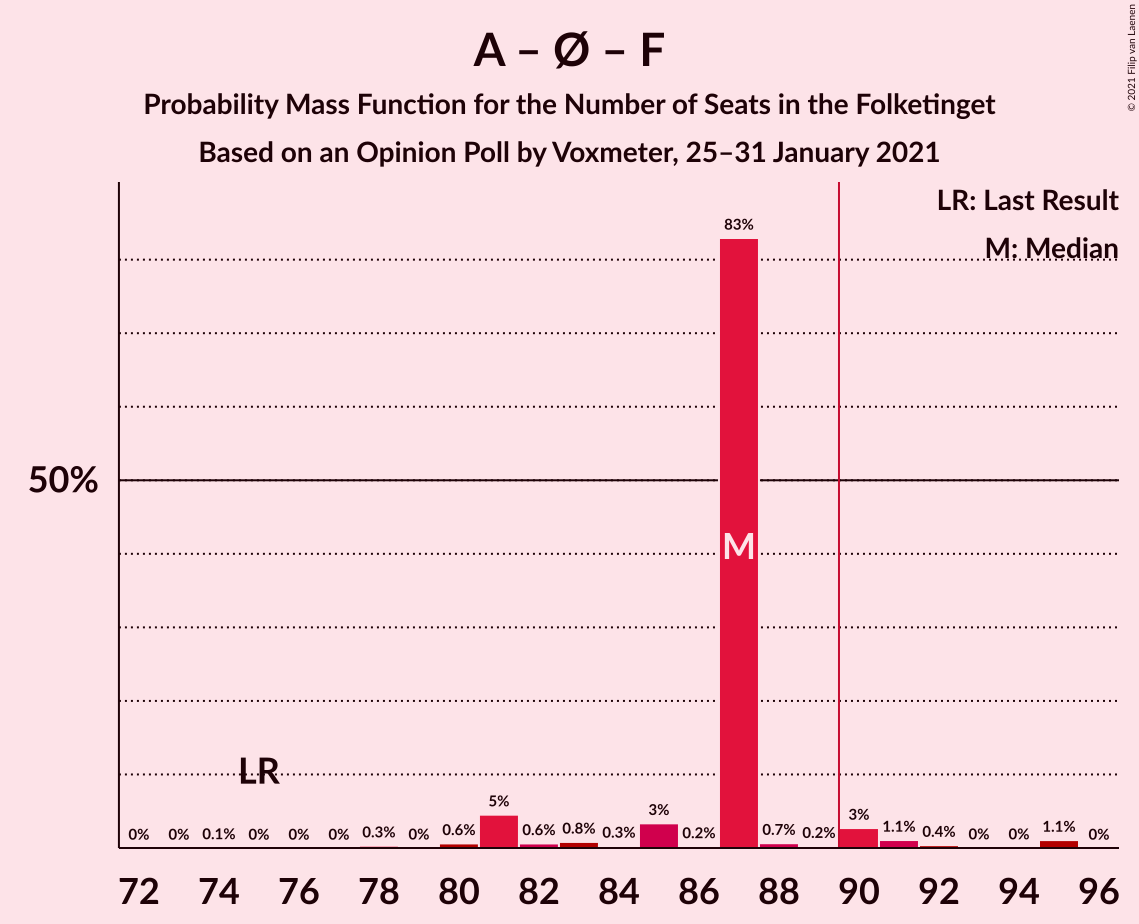 A – Ø – F
Probability Mass Function for the Number of Seats in the Folketinget
Based on an Opinion Poll by Voxmeter, 25–31 January 2021
© 2021 Filip van Laenen
LR: Last Result
M: Median
83%
50%
M
LR
0% 0% 0.1% 0% 0% 0% 0.3% 0% 0.6% 5% 0.6% 0.8% 0.3% 3% 0.2% 0.7% 0.2% 3% 1.1% 0.4% 0% 0% 1.1% 0%
72 74 76 78 80 82 84 86 88 90 92 94 96